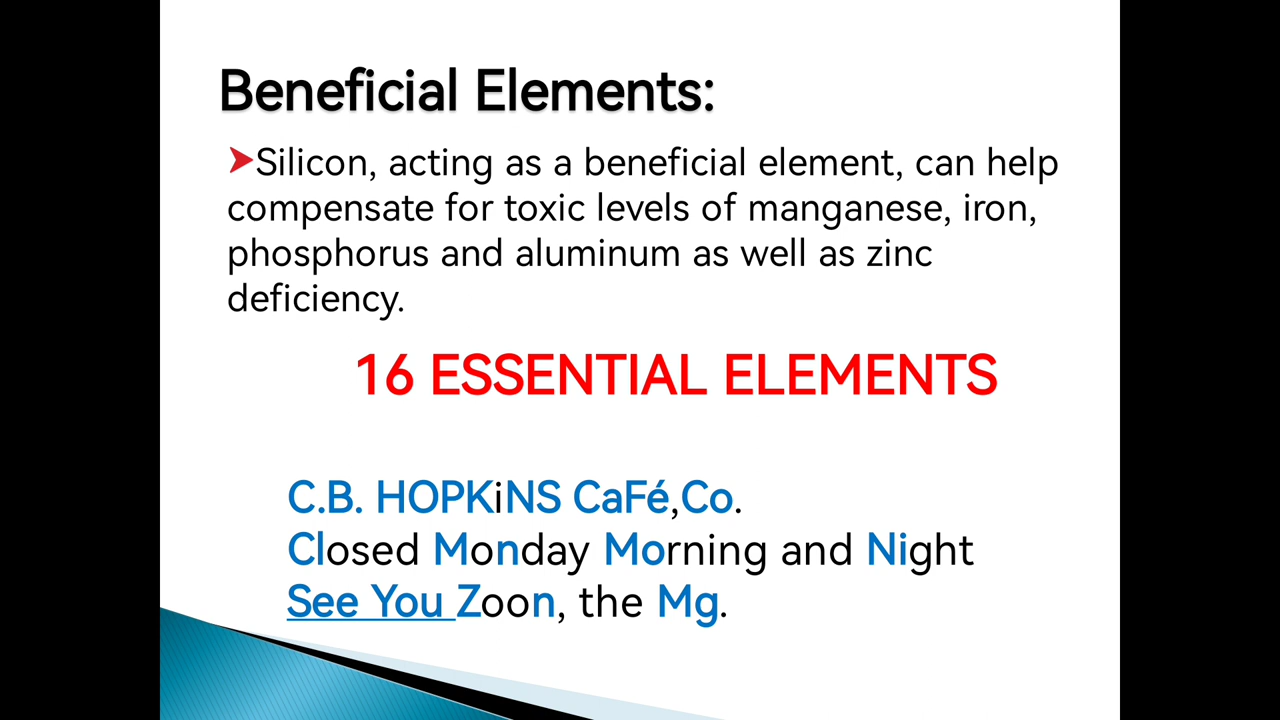 Beneficial Elements:
➤Silicon, acting as a beneficial element, can help
compensate for toxic levels of manganese, iron,
phosphorus and aluminum as well as zinc
deficiency.
16 ESSENTIAL ELEMENTS
C.B. HOPKiNS CaFé,Co.
Closed Monday Morning and Night
See You Zoon, the Mg.